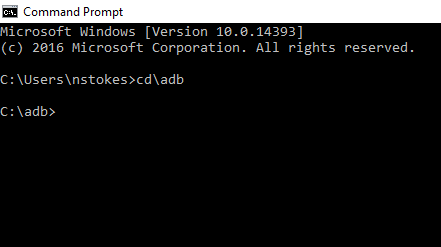 Command Prompt
Microsoft Windows [Version 10.0.14393]
(c) 2016 Microsoft Corporation. All rights reserved.
C:\Users\nstokes>cd\adb
C:\adb>